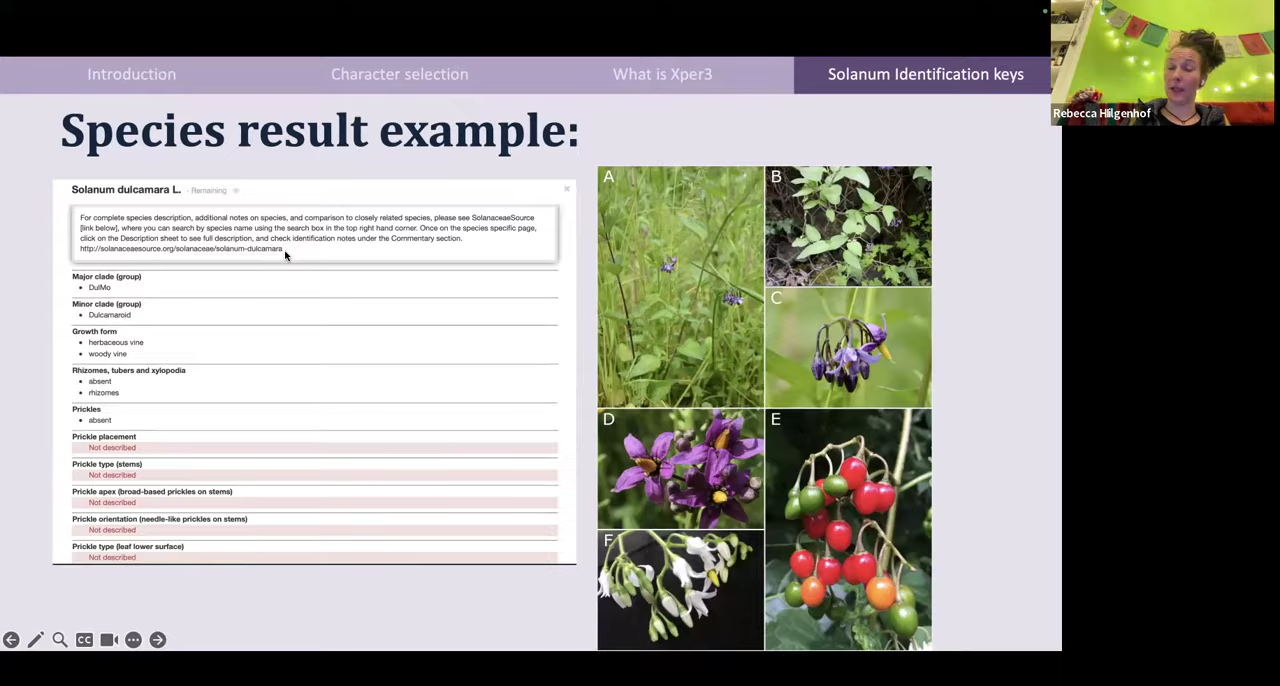 Introduction
Character selection
What is Xper3
Solanum Identification keys
Rebecca Hilgenhof
Species result example:
Solanum dulcamara L. - Remaining
For complete species description, additional notes on species, and comparison to closely related species, please see SolanaceaeSource
[link below], where you can search by species name using the search box in the top right hand corner. Once on the species specific page,
click on the Description sheet to see full description, and check identification notes under the Commentary section.
http://solanaceaesource.org/solanaceae/solanum-dulcamara
Major clade (group)
• DulMo
Minor clade (group)
• Dulcamaroid
Growth form
• herbaceous vine
• woody vine
Rhizomes, tubers and xylopodia
• absent
• rhizomes
Prickles
• absent
Prickle placement
Not described
Prickle type (stems)
Not described
Prickle apex (broad-based prickles on stems)
Not described
Prickle orientation (needle-like prickles on stems)
Not described
Prickle type (leaf lower surface)
Not described
A
B
C
D
E
F
CC